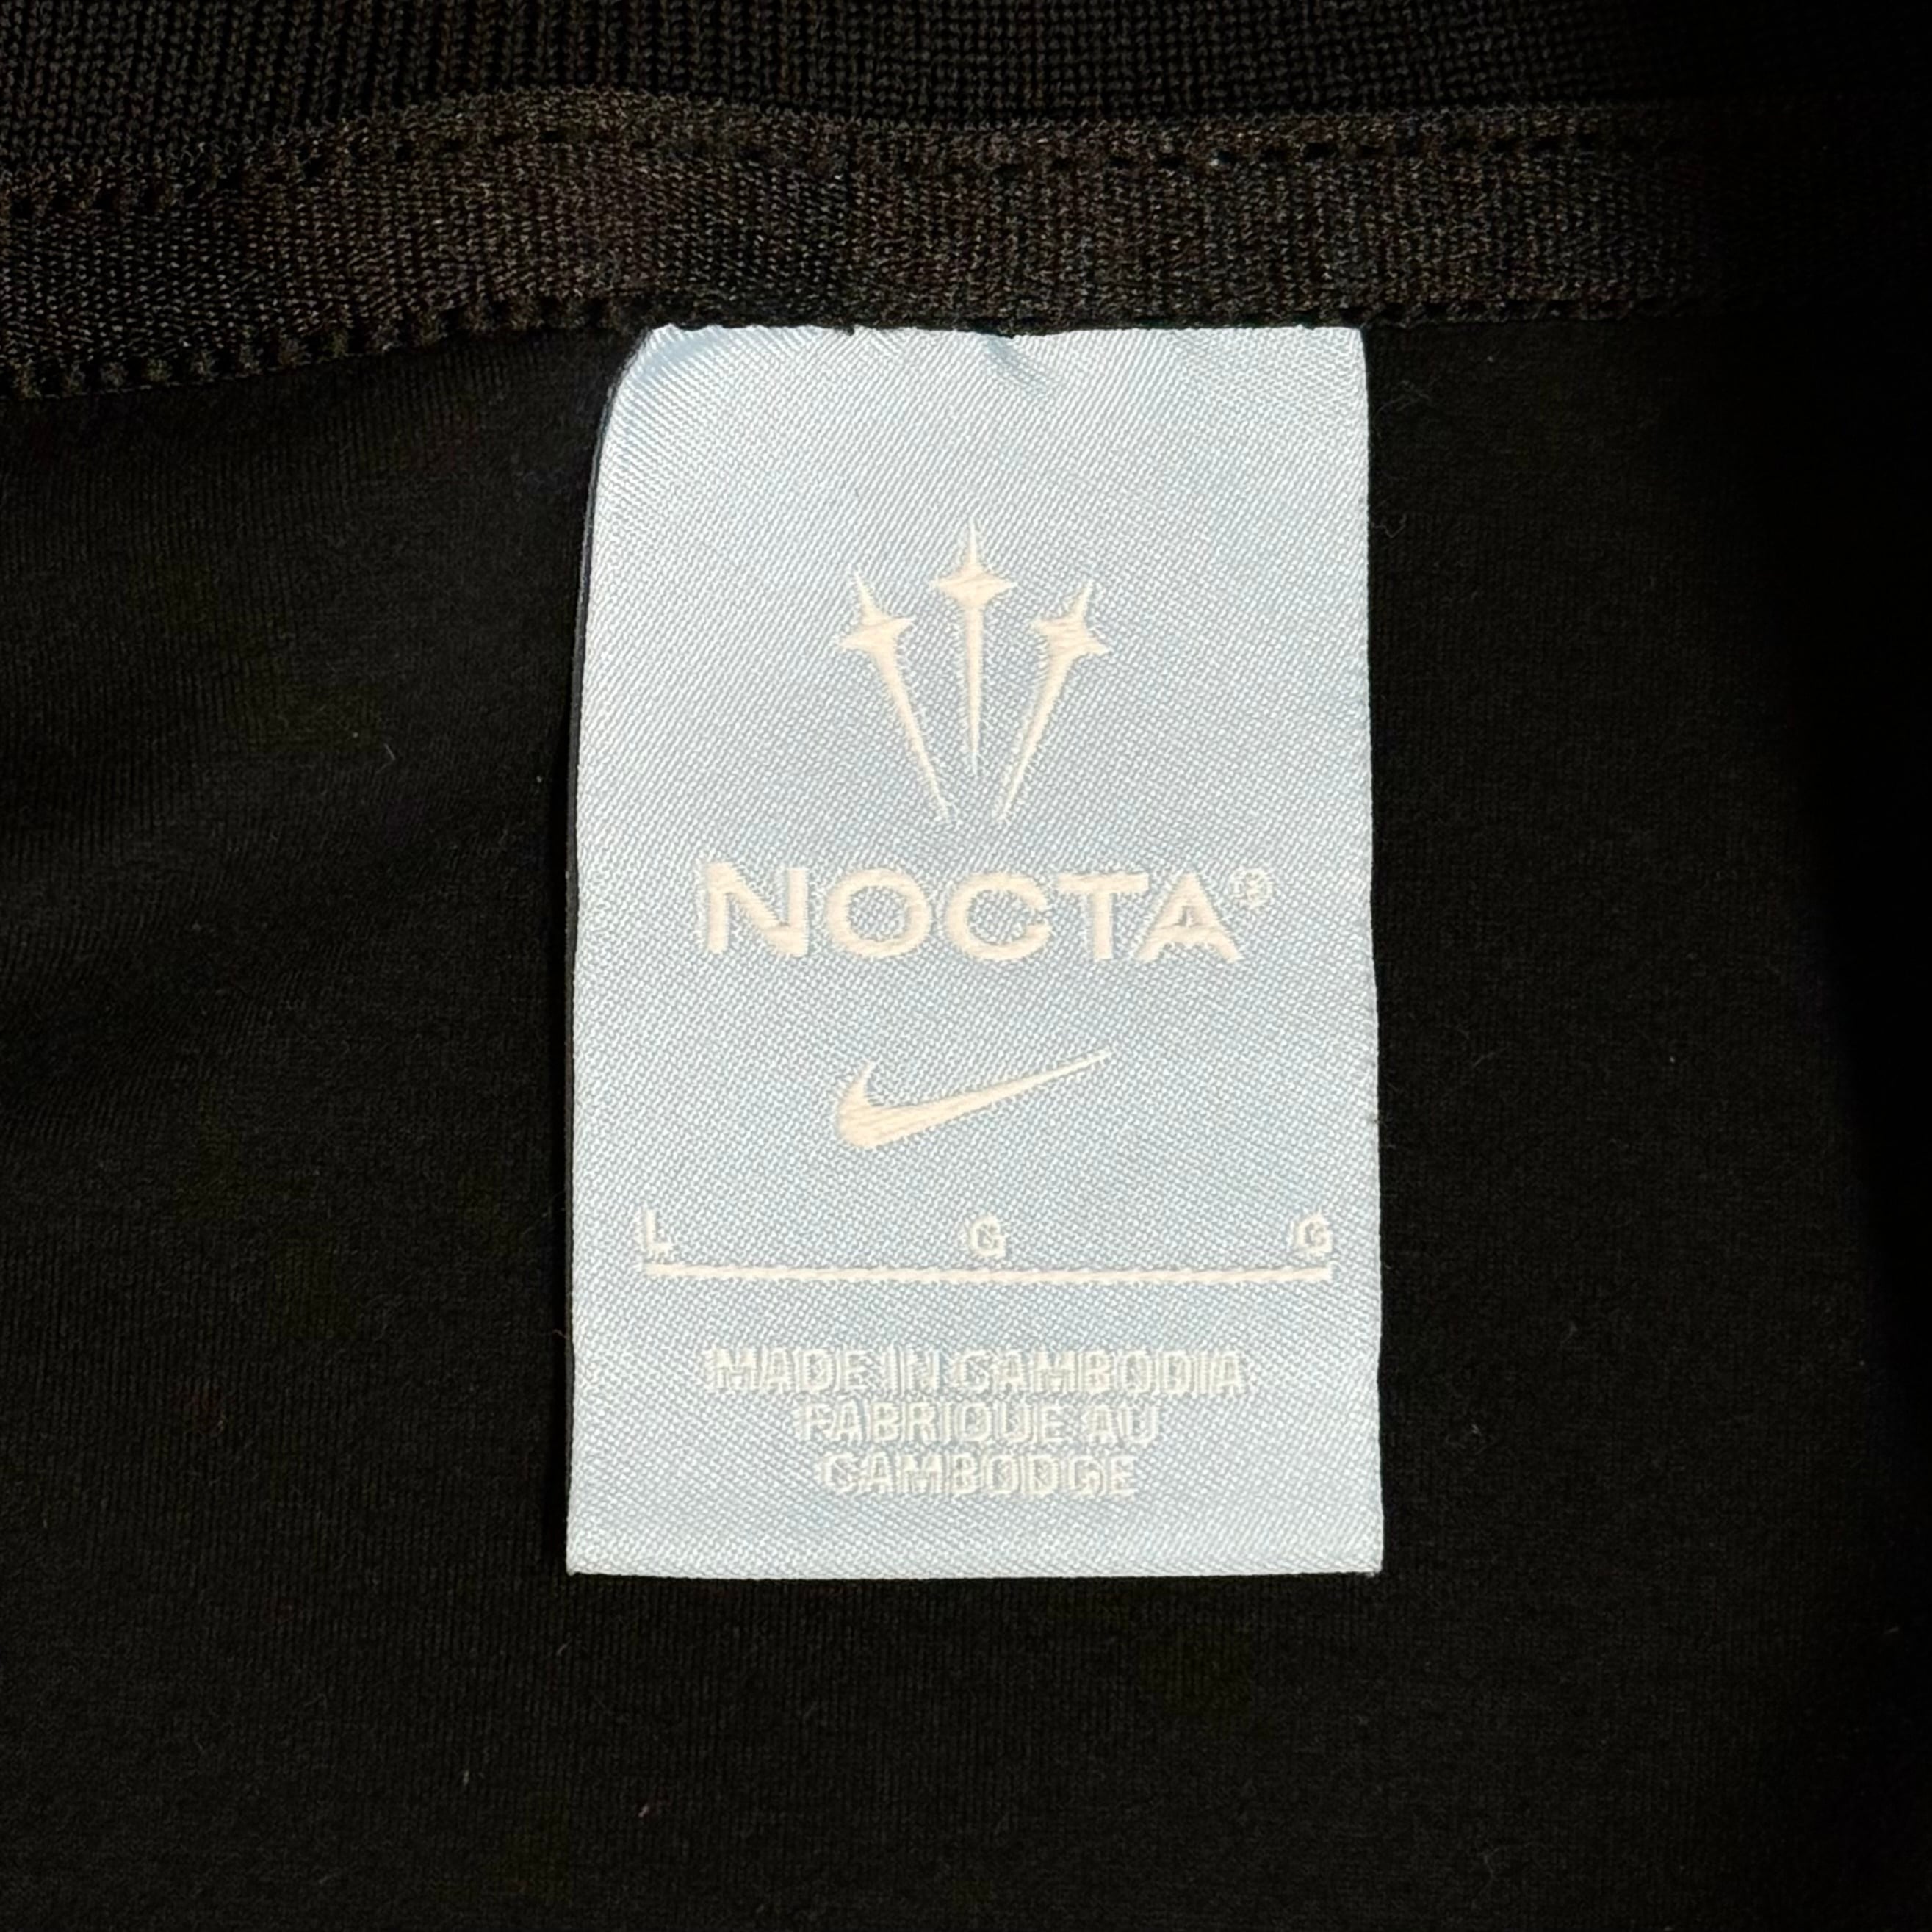 NOCTA®
L G G
MADE IN CAMBODIA
FABRIQUE AU
CAMBODGE